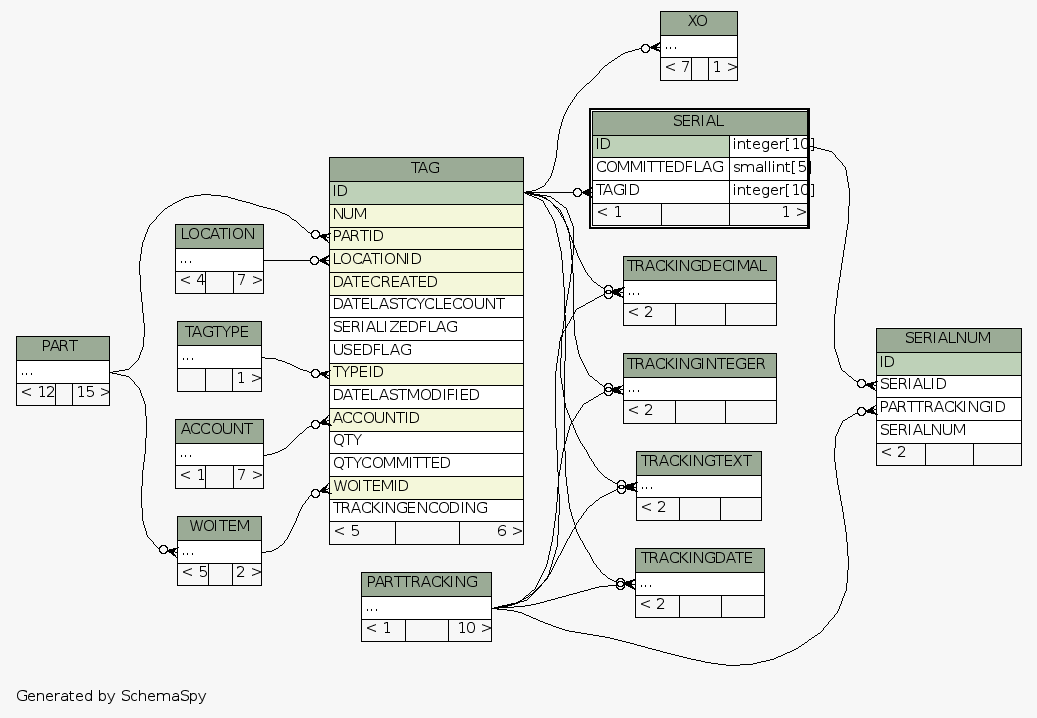 XO
...
< 7 1 >
SERIAL
ID integer[10]
COMMITTEDFLAG smallint[5]
TAGID integer[10]
< 1 1 >
TAG
ID
NUM
PARTID
LOCATIONID
DATECREATED
DATELASTCYCLECOUNT
SERIALIZEDFLAG
USEDFLAG
TYPEID
DATELASTMODIFIED
ACCOUNTID
QTY
QTYCOMMITTED
WOITEMID
TRACKINGENCODING
< 5 6 >
LOCATION
...
< 4 7 >
TAGTYPE
...
1 >
PART
...
< 12 15 >
ACCOUNT
...
< 1 7 >
WOITEM
...
< 5 2 >
TRACKINGDECIMAL
...
< 2
TRACKINGINTEGER
...
< 2
TRACKINGTEXT
...
< 2
TRACKINGDATE
...
< 2
SERIALNUM
ID
SERIALID
PARTTRACKINGID
SERIALNUM
< 2
PARTTRACKING
...
< 1 10 >
Generated by SchemaSpy